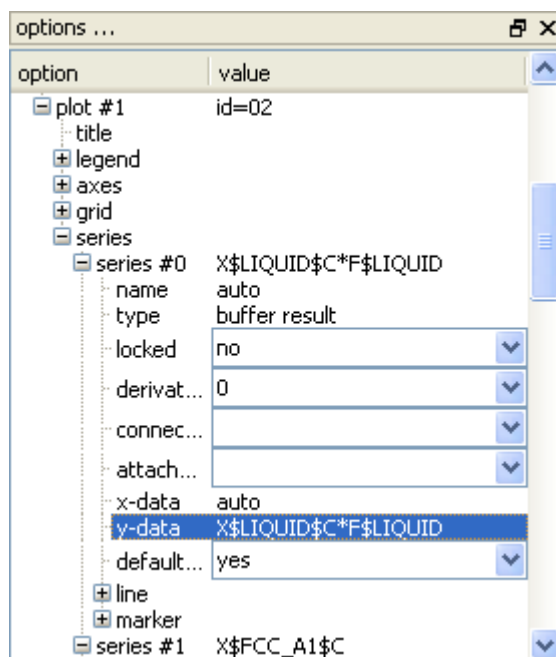 options ...
option value
plot #1 id=02
title
legend
axes
grid
series
series #0 X$LIQUID$C*F$LIQUID
name auto
type buffer result
locked no
derivat... 0
connec...
attach...
x-data auto
y-data X$LIQUID$C*F$LIQUID
default... yes
line
marker
series #1 X$FCC_A1$C